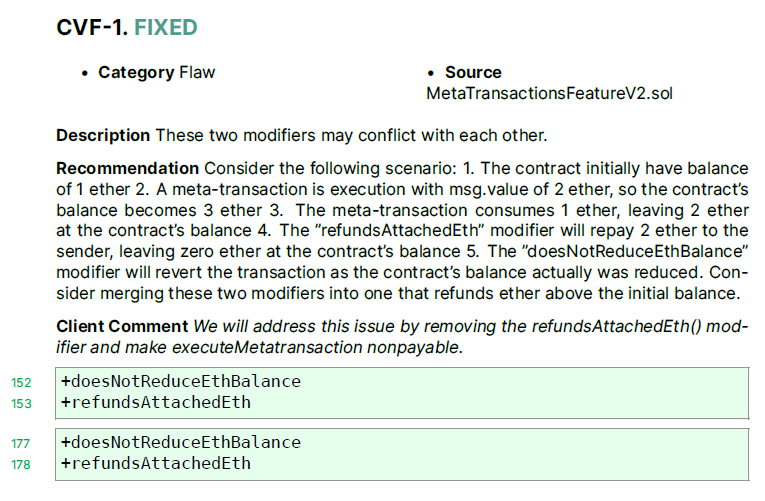 CVF-1. FIXED
• Category Flaw
• Source
MetaTransactionsFeatureV2.sol
Description These two modifiers may conflict with each other.
Recommendation Consider the following scenario: 1. The contract initially have balance
of 1 ether 2. A meta-transaction is execution with msg.value of 2 ether, so the contract's
balance becomes 3 ether 3. The meta-transaction consumes 1 ether, leaving 2 ether
at the contract's balance 4. The ”refundsAttachedEth” modifier will repay 2 ether to the
sender, leaving zero ether at the contract's balance 5. The ”doesNotReduceEthBalance”
modifier will revert the transaction as the contract's balance actually was reduced. Con-
sider merging these two modifiers into one that refunds ether above the initial balance.
Client Comment We will address this issue by removing the refundsAttachedEth() mod-
ifier and make executeMetatransaction nonpayable.
152 +doesNotReduceEthBalance
153 +refundsAttachedEth
177 +doesNotReduceEthBalance
178 +refundsAttachedEth